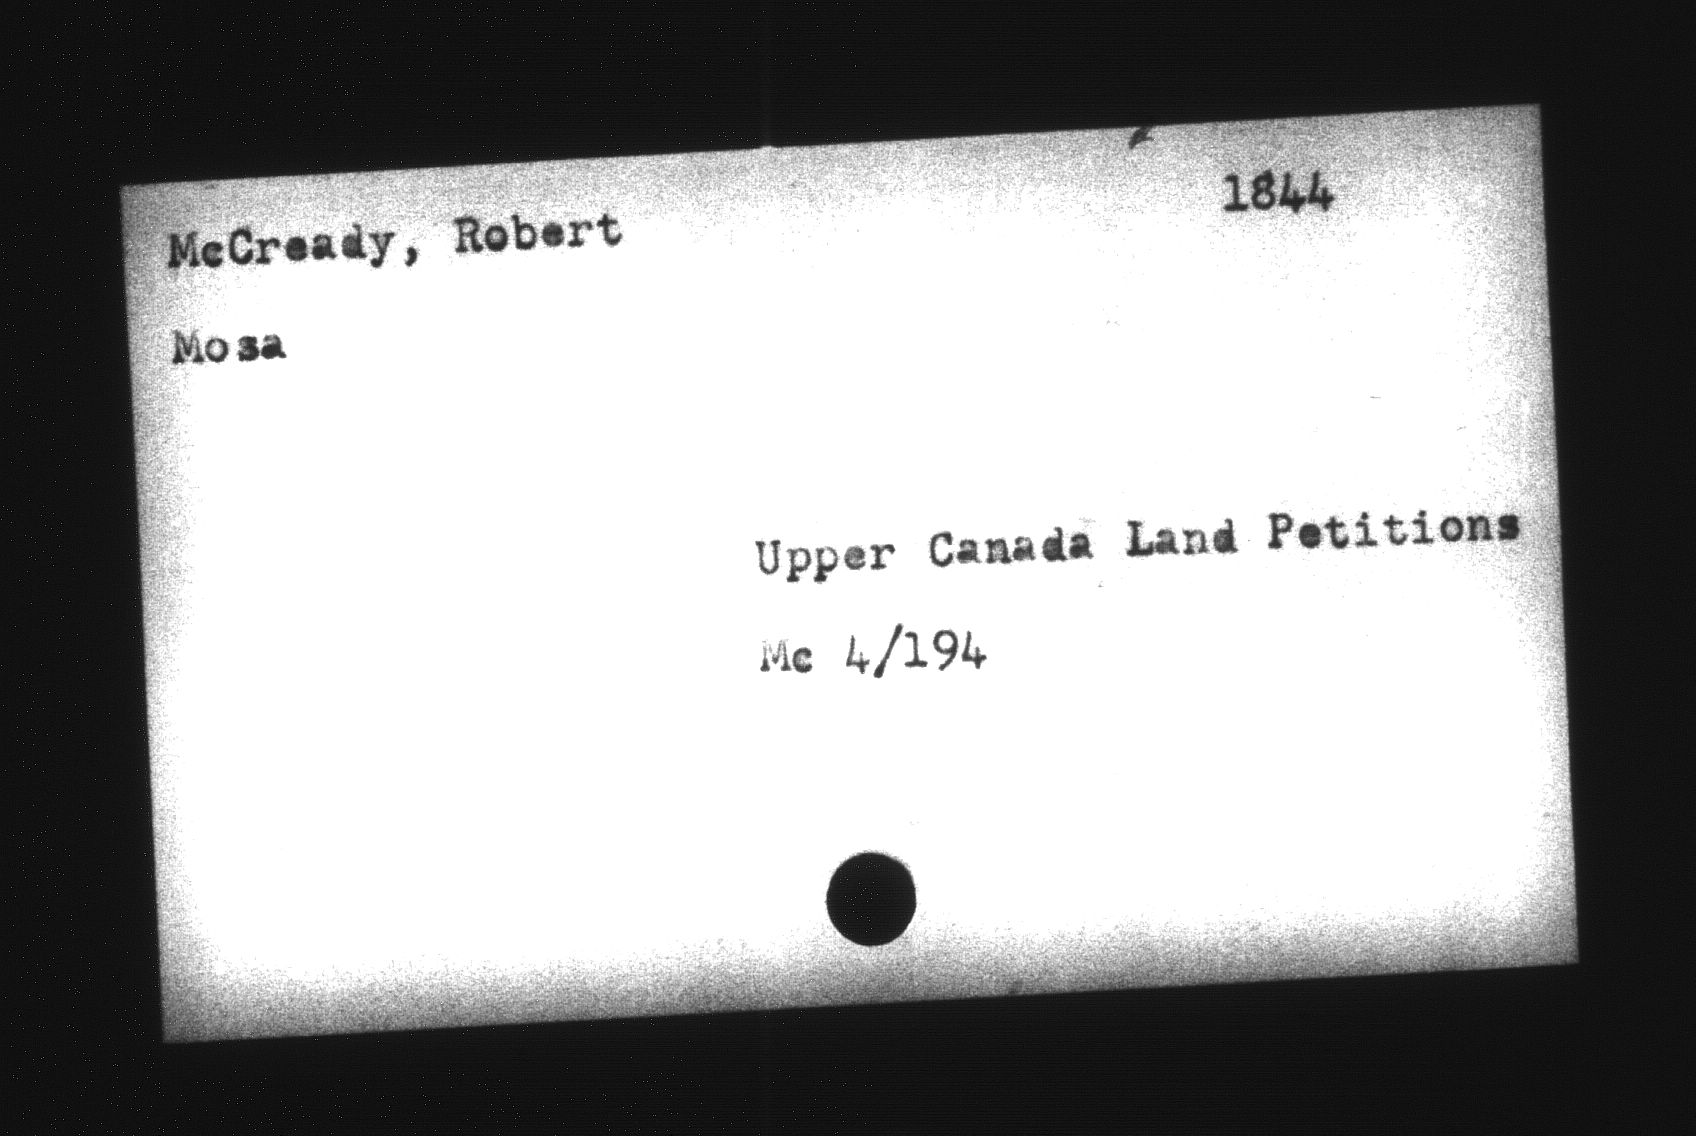 McCready, Robert 1844
Mosa
Upper Canada Land Petitions
Mc 4/194